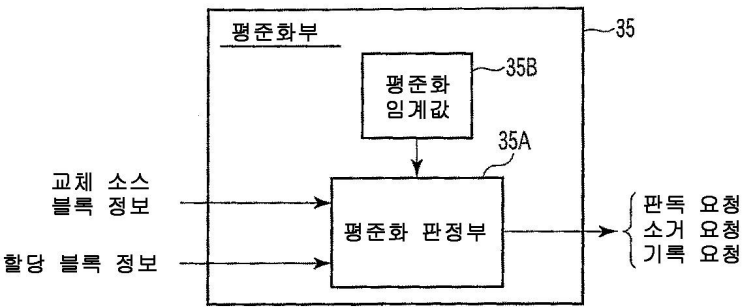 평준화부
35
35B
평준화
임계값
35A
교체 소스
블록 정보
평준화 판정부
할당 블록 정보
판독 요청
소거 요청
기록 요청